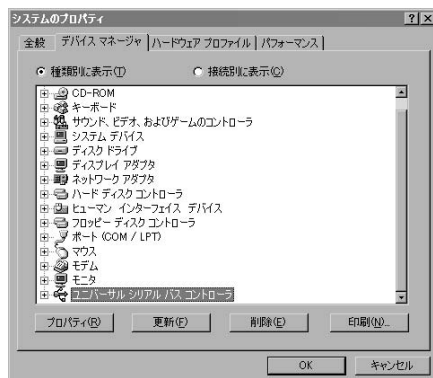 システムのプロパティ
全般 デバイス マネージャ ハードウェア プロファイル パフォーマンス
種類別に表示(T) 接続別に表示(C)
CD-ROM
キーボード
サウンド、ビデオ、およびゲームのコントローラ
システム デバイス
ディスク ドライブ
ディスプレイ アダプタ
ネットワーク アダプタ
ハード ディスク コントローラ
ヒューマン インターフェイス デバイス
フロッピー ディスク コントローラ
ポート (COM / LPT)
マウス
モデム
モニタ
ユニバーサル シリアル バス コントローラ
プロパティ(R) 更新(F) 削除(E) 印刷(N)...
OK キャンセル